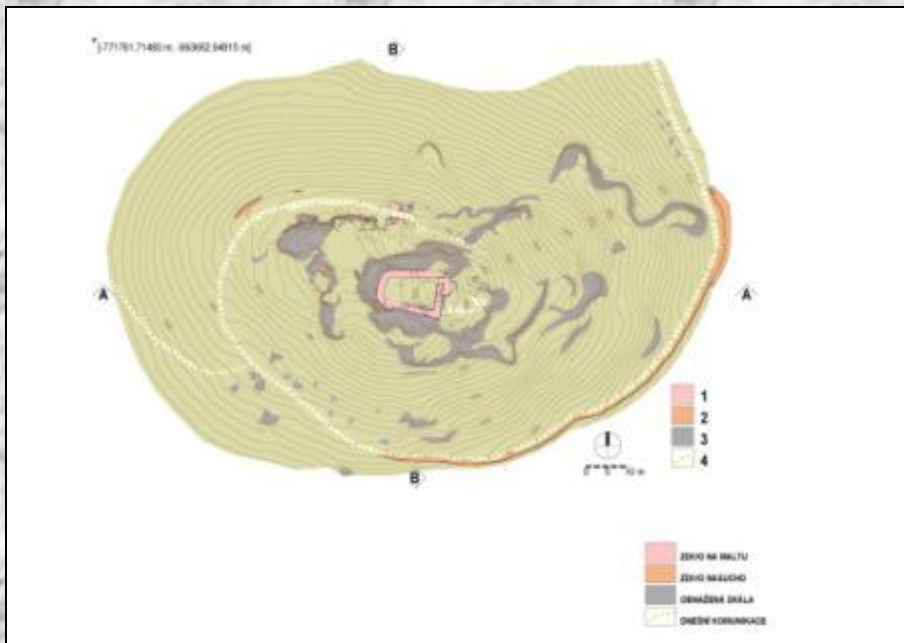 B
A
A
1
2
3
4
B
ZDIVO NA MALTU
ZDIVO NASUCHO
OBNAŽENÁ SKÁLA
DNEŠNÍ KOMUNIKACE